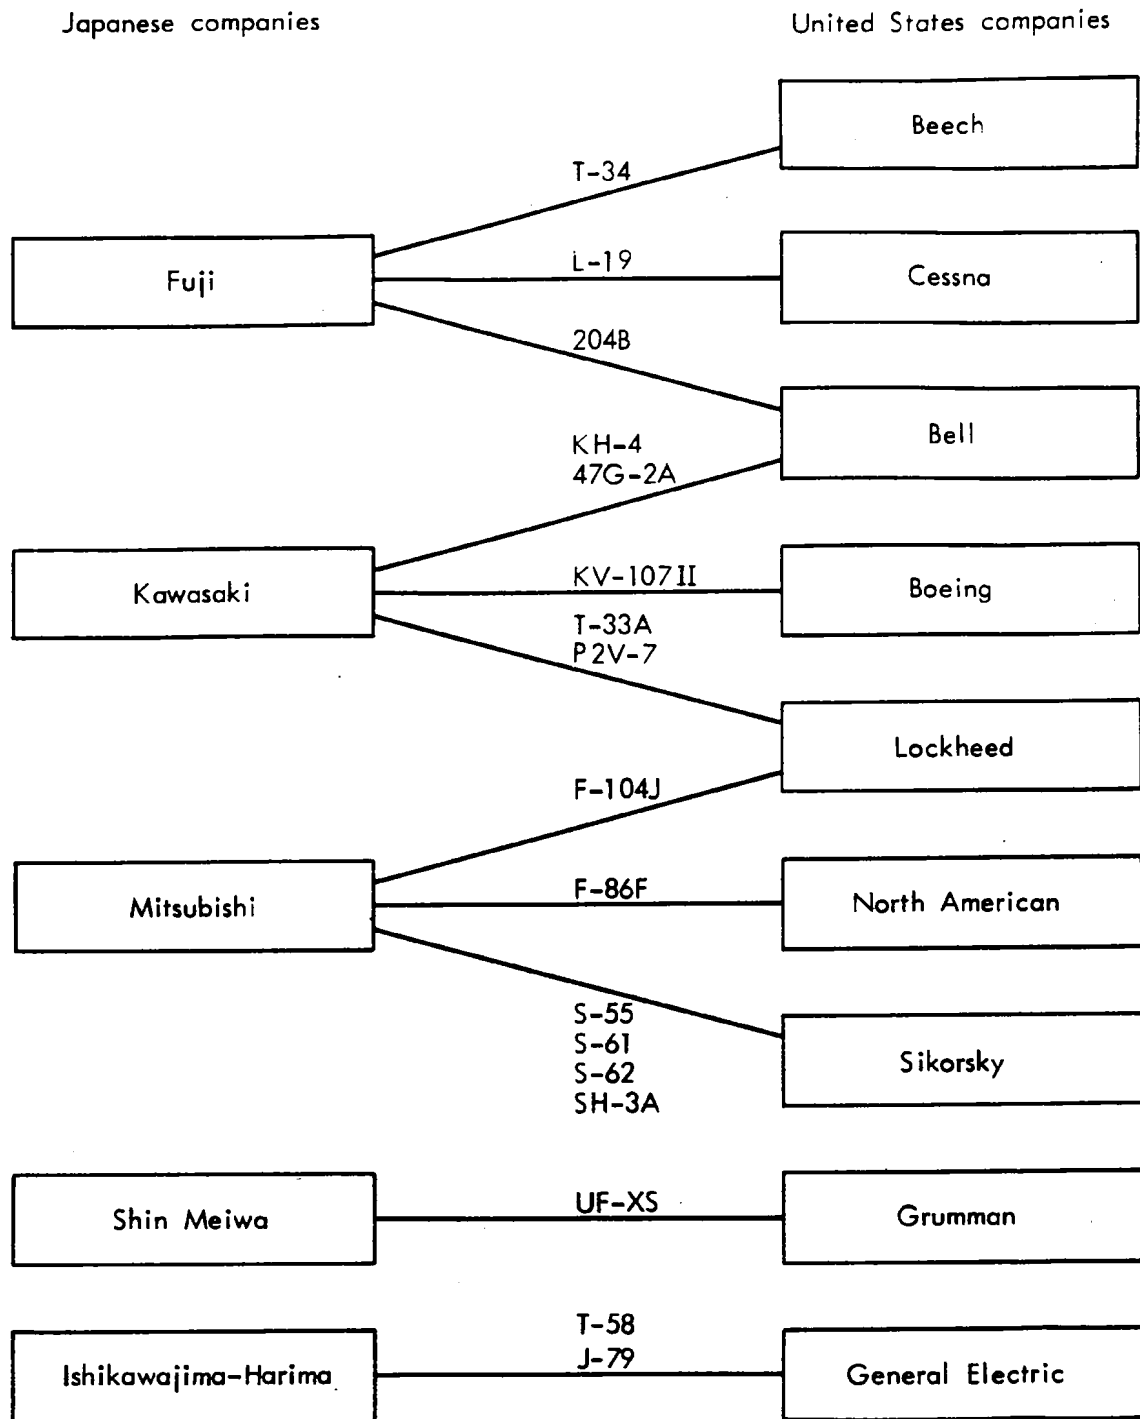 Japanese companies
United States companies
Beech
T-34
Fuji
L-19
Cessna
204B
Bell
KH-4
47G-2A
Kawasaki
KV-107II
Boeing
T-33A
P2V-7
Lockheed
F-104J
Mitsubishi
F-86F
North American
S-55
S-61
S-62
SH-3A
Sikorsky
Shin Meiwa
UF-XS
Grumman
T-58
J-79
Ishikawajima-Harima
General Electric